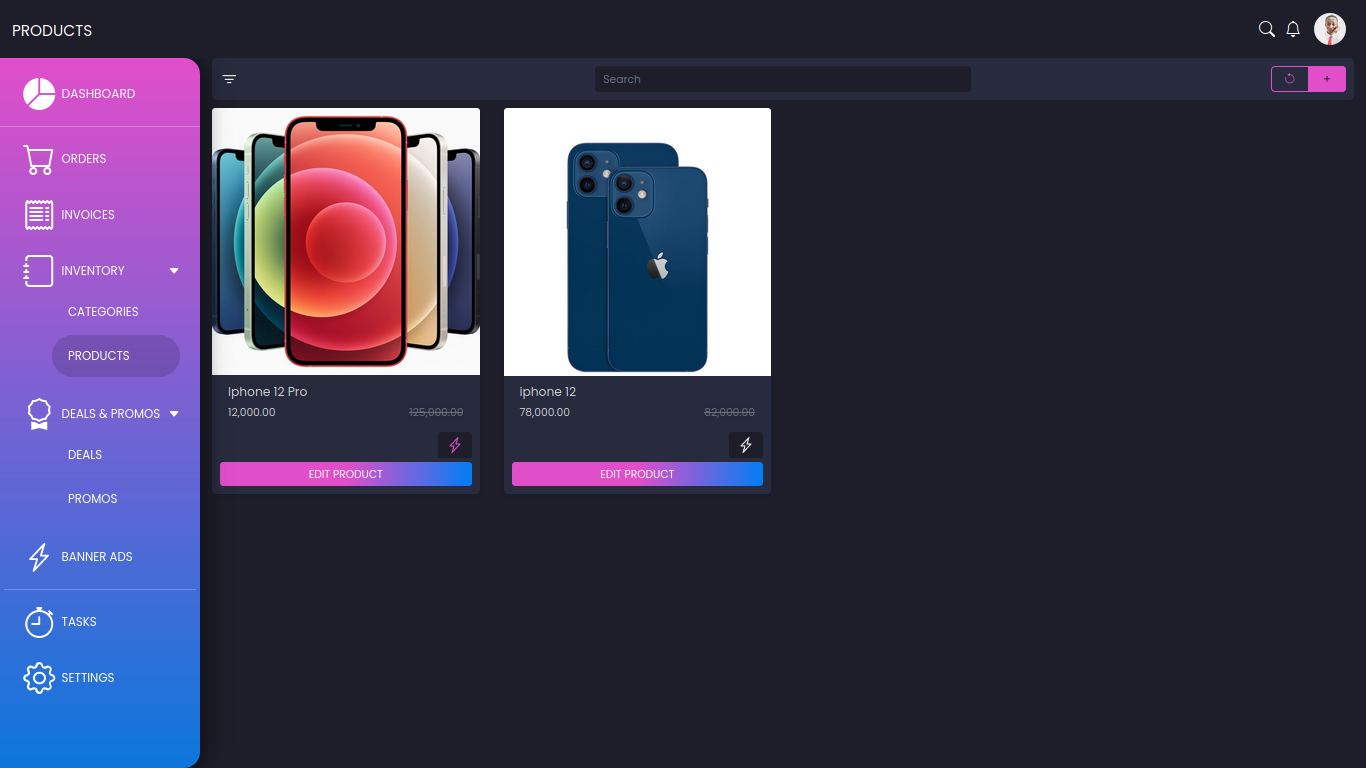 PRODUCTS
DASHBOARD
ORDERS
INVOICES
INVENTORY
CATEGORIES
PRODUCTS
DEALS & PROMOS
DEALS
PROMOS
BANNER ADS
TASKS
SETTINGS
Search
+
Iphone 12 Pro
12,000.00 125,000.00
EDIT PRODUCT
iphone 12
78,000.00 82,000.00
EDIT PRODUCT